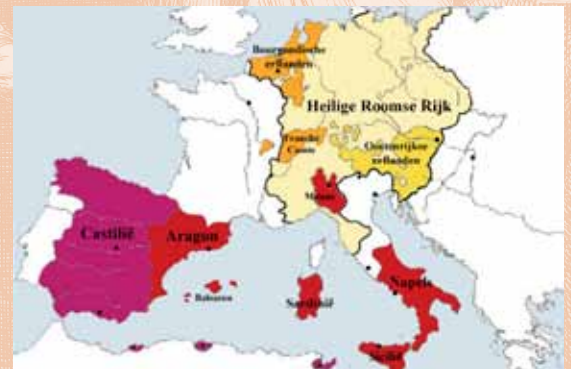 Bourgondische
erflanden
Heilige Roomse Rijk
Franche
Comté
Oostenrijkse
erflanden
Milaan
Castilië
Aragon
Napels
Balearen
Sardinië
Sicilië